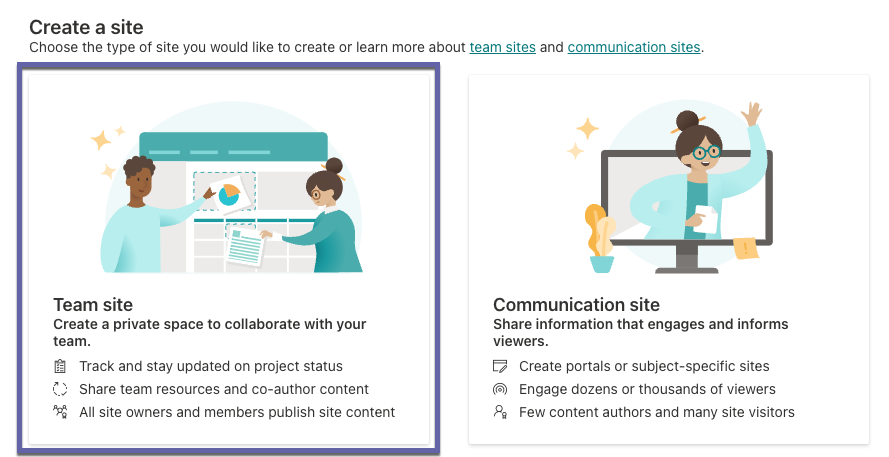 Create a site
Choose the type of site you would like to create or learn more about team sites and communication sites.
Team site
Create a private space to collaborate with your
team.
Track and stay updated on project status
Share team resources and co-author content
All site owners and members publish site content
Communication site
Share information that engages and informs
viewers.
Create portals or subject-specific sites
Engage dozens or thousands of viewers
Few content authors and many site visitors